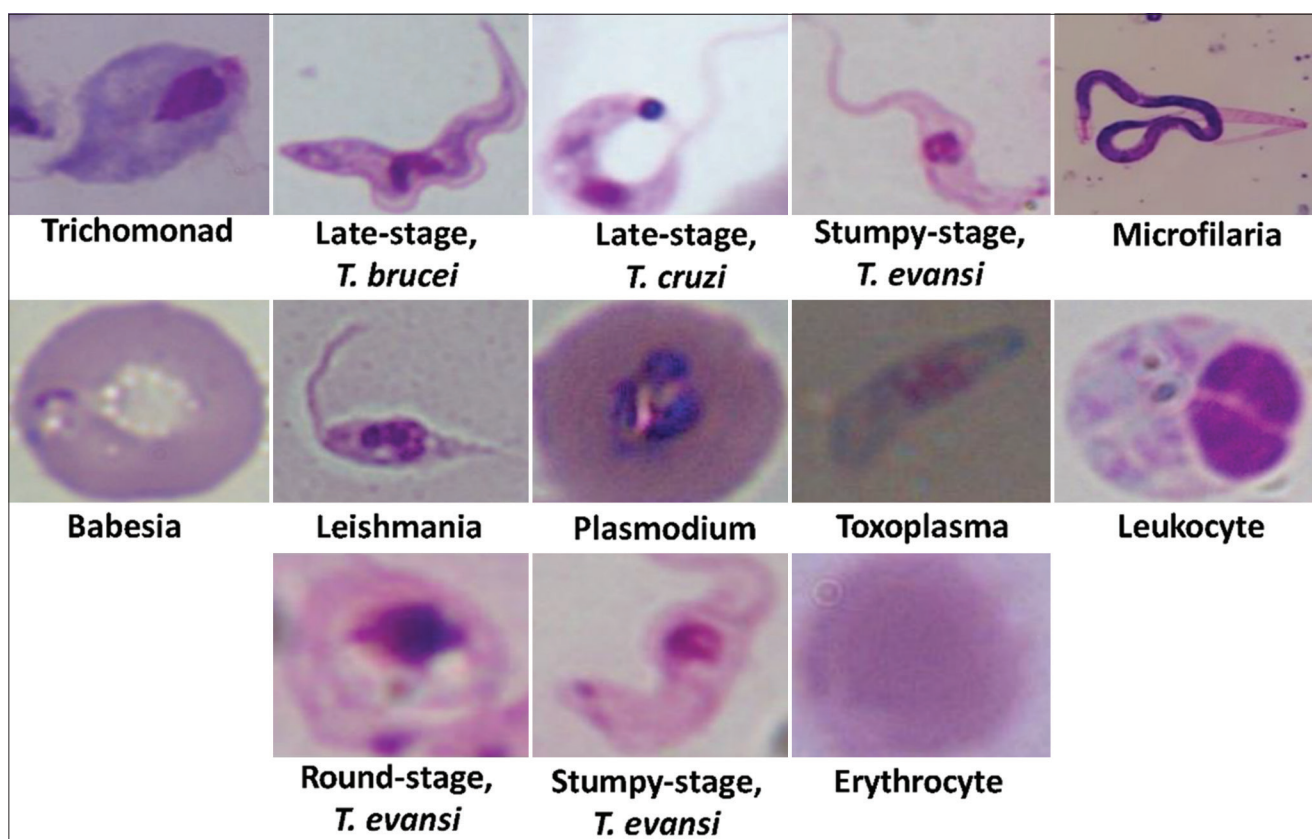 Trichomonad
Late-stage,
T. brucei
Late-stage,
T. cruzi
Stumpy-stage,
T. evansi
Microfilaria
Babesia
Leishmania
Plasmodium
Toxoplasma
Leukocyte
Round-stage,
T. evansi
Stumpy-stage,
T. evansi
Erythrocyte